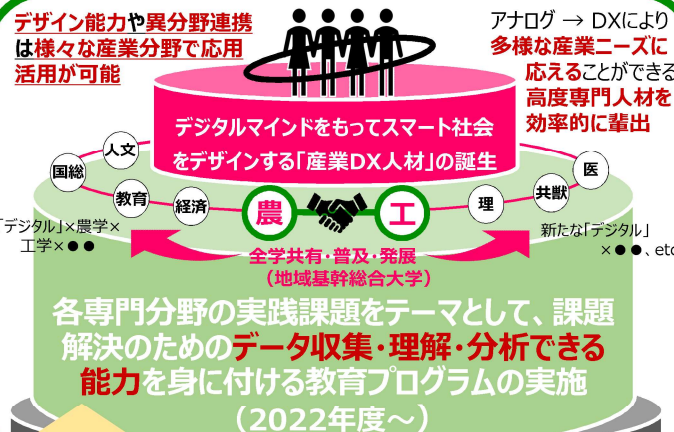 デザイン能力や異分野連携
は様々な産業分野で応用
活用が可能
アナログ → DXにより
多様な産業ニーズに
応えることができる
高度専門人材を
効率的に輩出
デジタルマインドをもってスマート社会
をデザインする「産業DX人材」の誕生
人文
国総
教育
経済
農
工
理
共獣
医
「デジタル」×農学×
工学×●●
新たな「デジタル」
×●●、etc
全学共有・普及・発展
（地域基幹総合大学）
各専門分野の実践課題をテーマとして、課題
解決のためのデータ収集・理解・分析できる
能力を身に付ける教育プログラムの実施
（2022年度～）